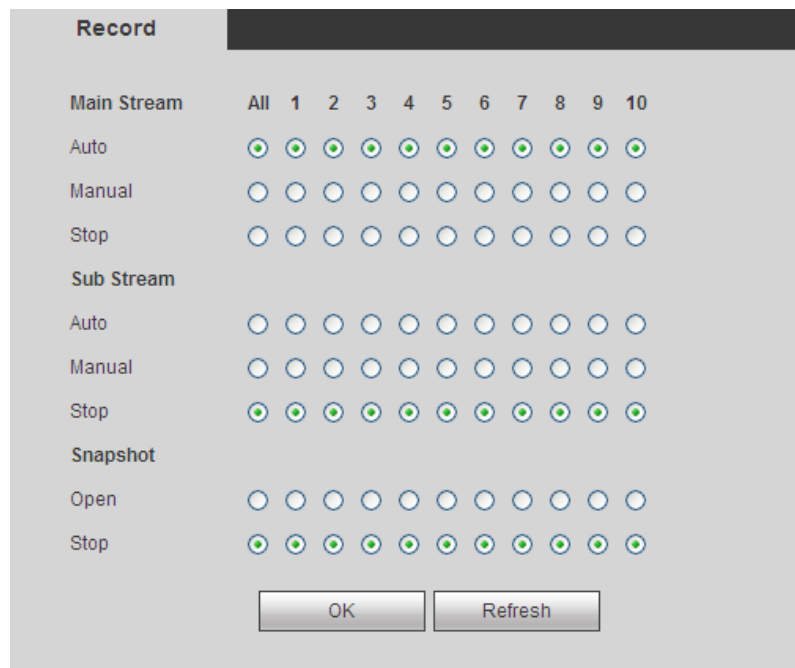 Record
Main Stream All 1 2 3 4 5 6 7 8 9 10
Auto
Manual
Stop
Sub Stream
Auto
Manual
Stop
Snapshot
Open
Stop
OK Refresh